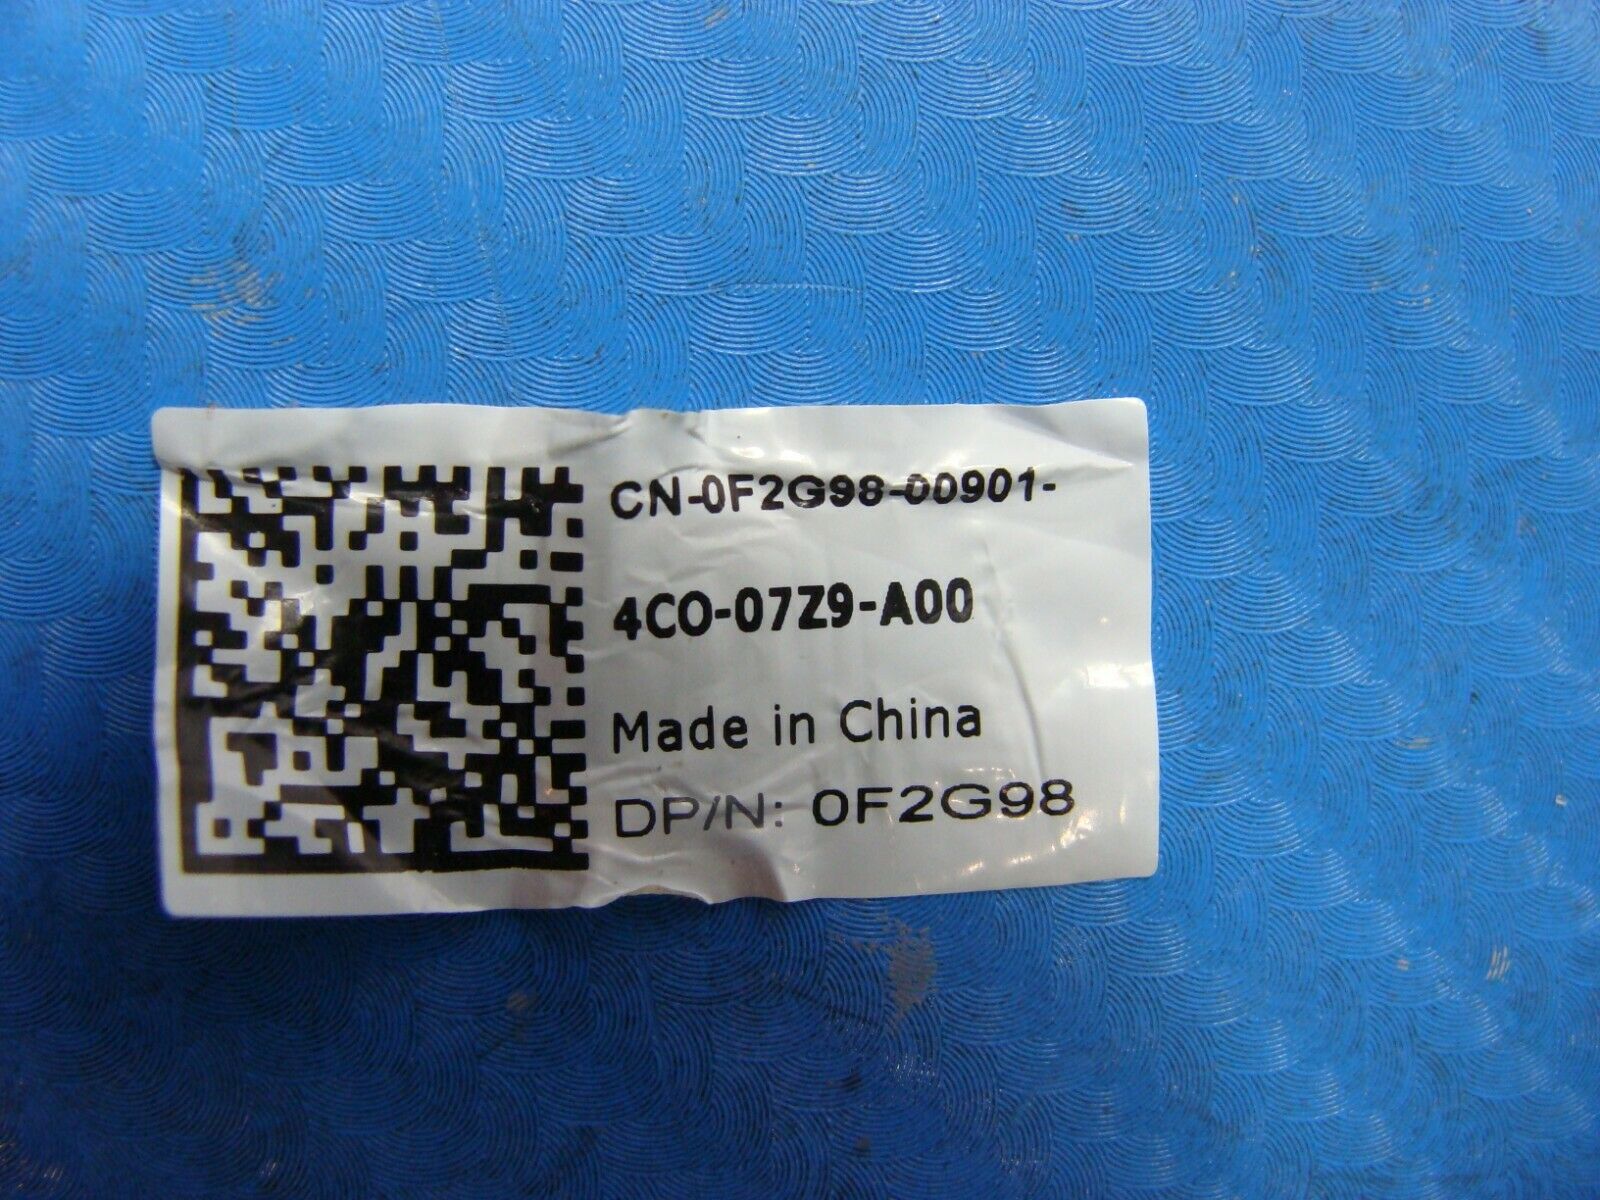 CN-0F2G98-00901-
4CO-07Z9-A00
Made in China
DP/N: 0F2G98